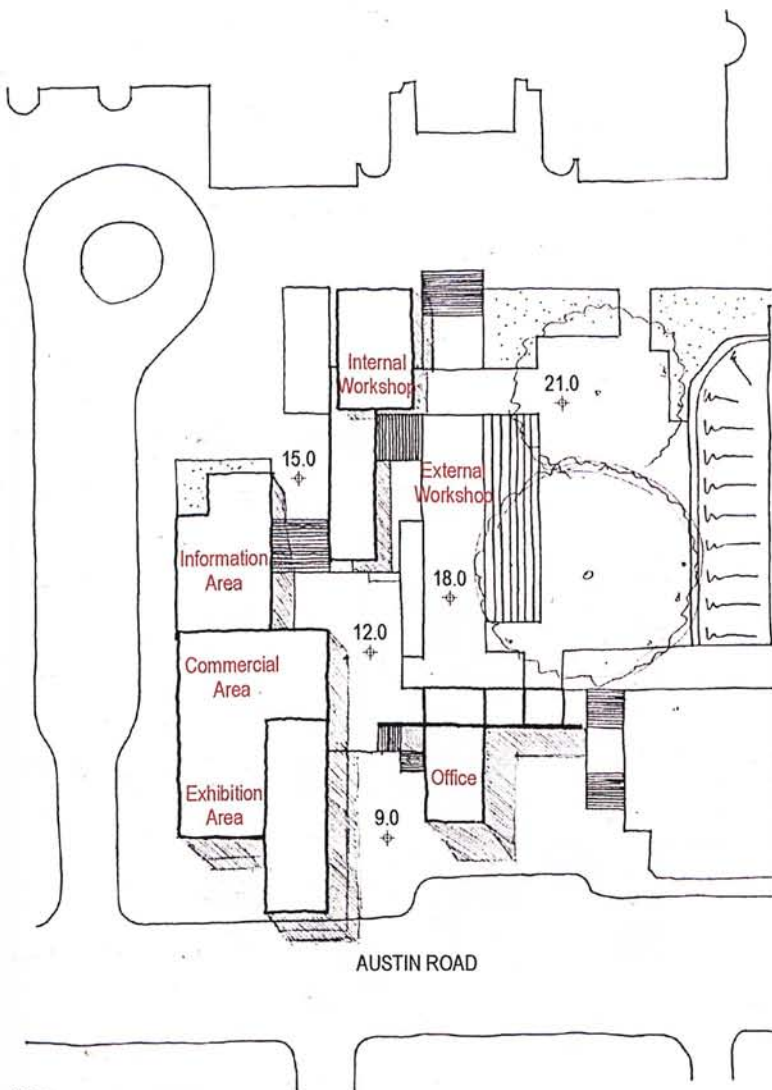 Internal
Workshop
21.0
15.0
External
Workshop
Information
Area
18.0
12.0
Commercial
Area
Exhibition
Area
Office
9.0
AUSTIN ROAD